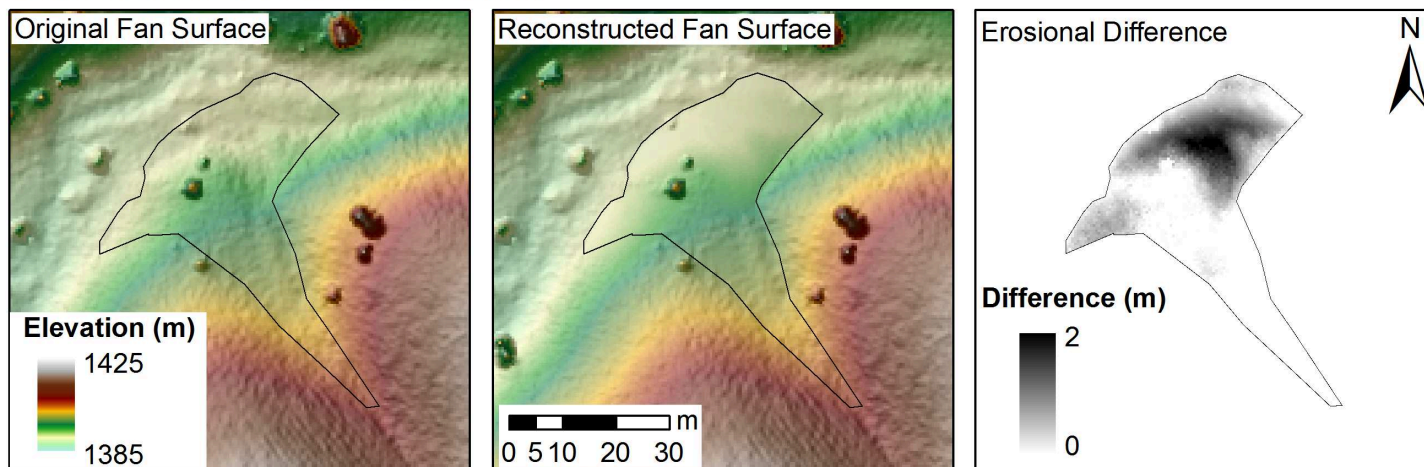 Original Fan Surface
Elevation (m)
1425
1385
Reconstructed Fan Surface
m
0 5 10 20 30
Erosional Difference
N
Difference (m)
2
0